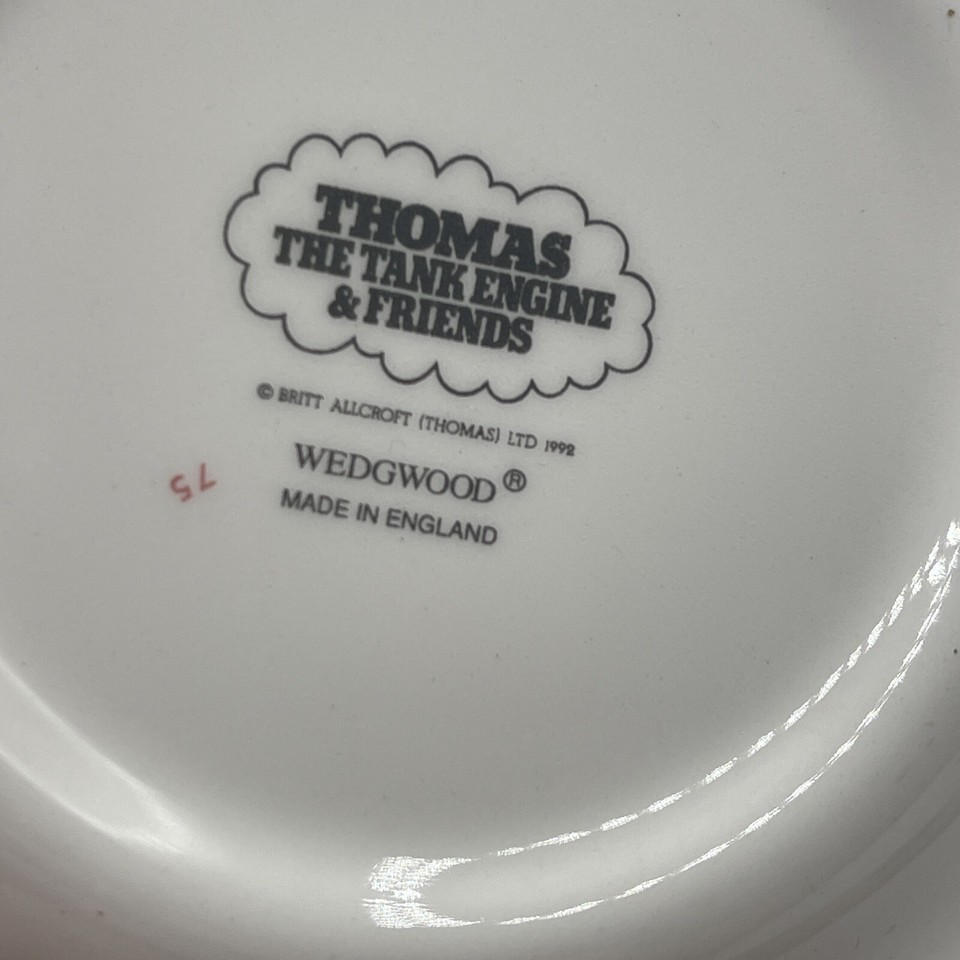 THOMAS
THE TANK ENGINE
& FRIENDS
© BRITT ALLCROFT (THOMAS) LTD 1992
WEDGWOOD®
MADE IN ENGLAND
75